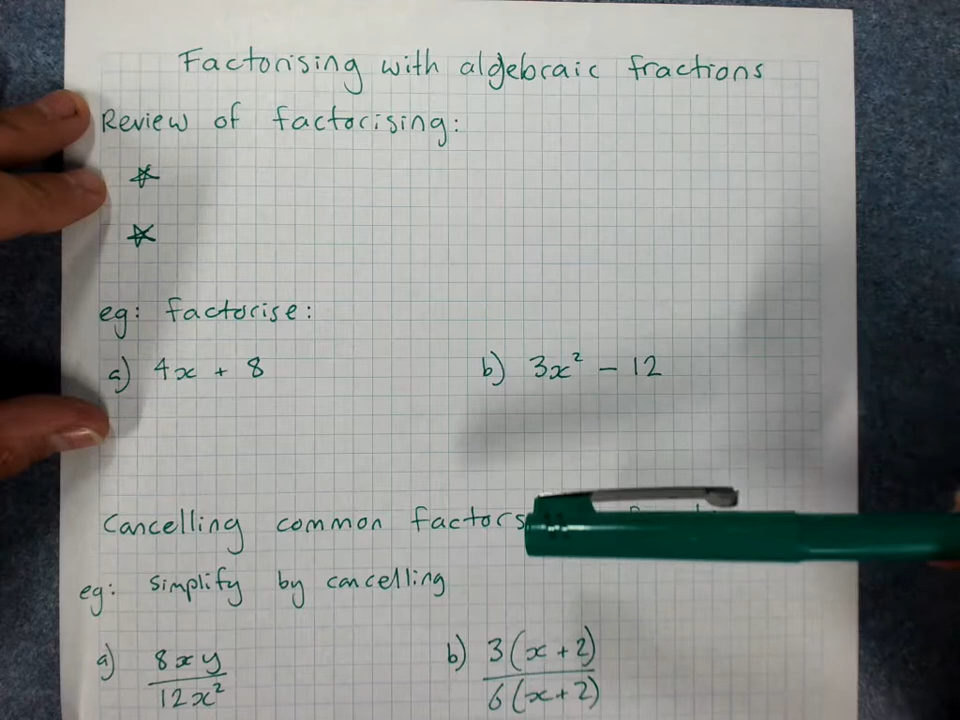 Factorising with algebraic fractions
Review of factorising:
*
*
eg: factorise:
a) 4x + 8
b) 3x² - 12
Cancelling common factors
eg: simplify by cancelling
a) 8xy / 12x²
b) 3(x+2) / 6(x+2)